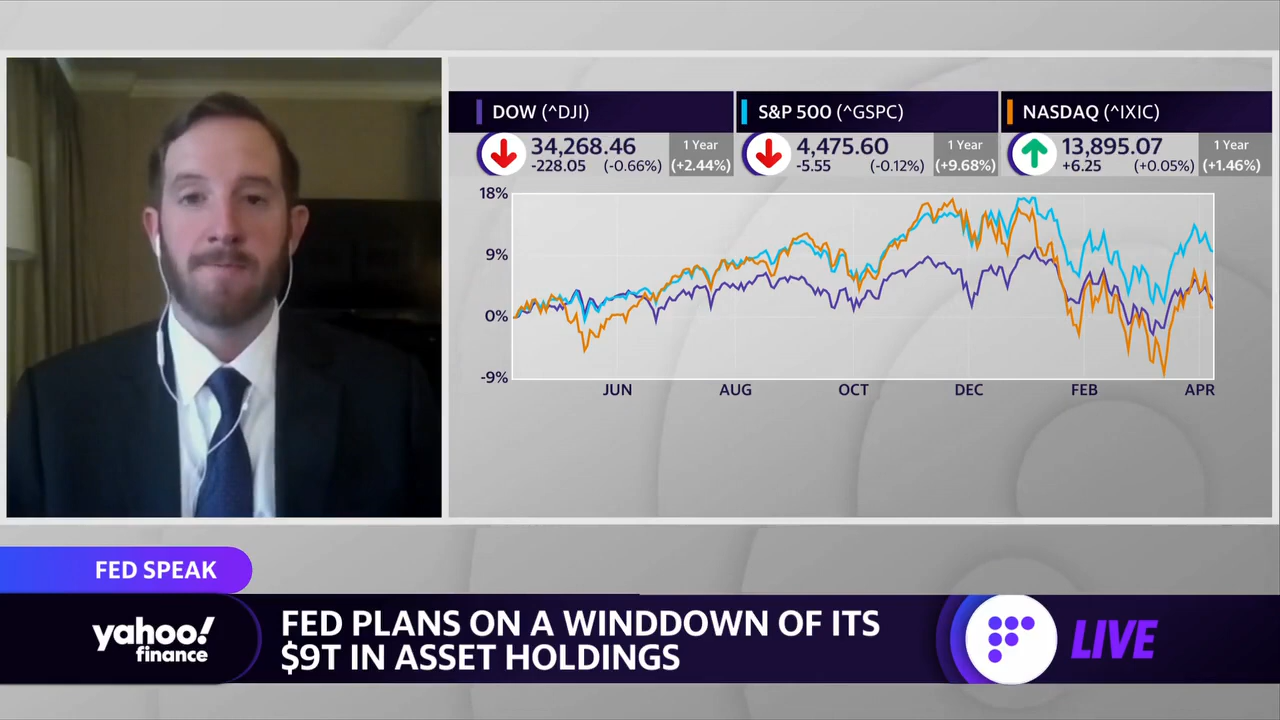 DOW (^DJI)
34,268.46
-228.05 (-0.66%)
1 Year
(+2.44%)
S&P 500 (^GSPC)
4,475.60
-5.55 (-0.12%)
1 Year
(+9.68%)
NASDAQ (^IXIC)
13,895.07
+6.25 (+0.05%)
1 Year
(+1.46%)
18%
9%
0%
-9%
JUN AUG OCT DEC FEB APR
FED SPEAK
yahoo!
finance
FED PLANS ON A WINDDOWN OF ITS
$9T IN ASSET HOLDINGS
LIVE